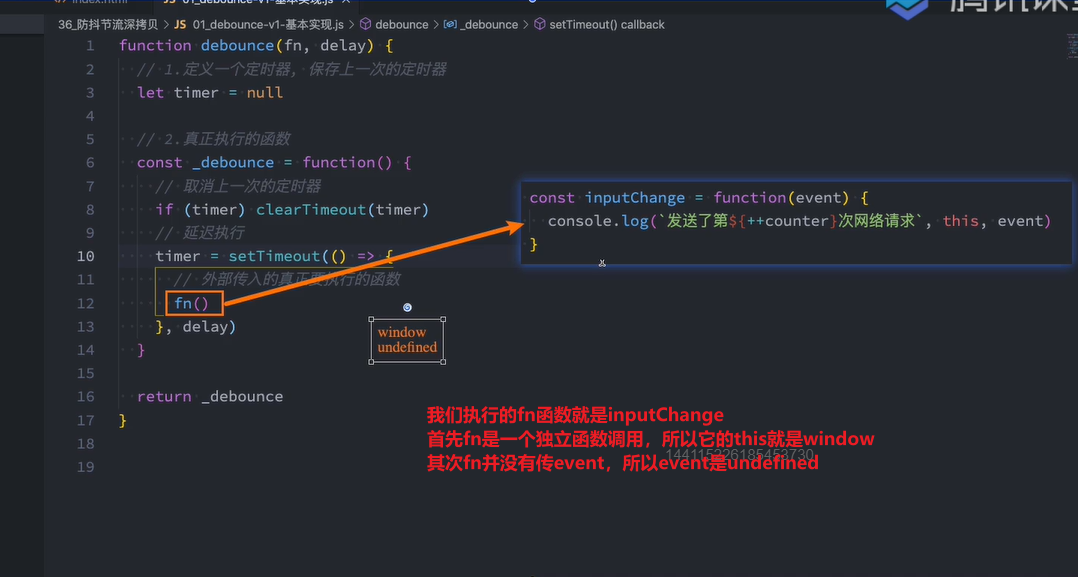 01_debounce-v1-基本实现.js
36_防抖节流深拷贝 > JS 01_debounce-v1-基本实现.js > debounce > _debounce > setTimeout() callback
1 function debounce(fn, delay) {
2 // 1.定义一个定时器, 保存上一次的定时器
3 let timer = null
4
5 // 2.真正执行的函数
6 const _debounce = function() {
7 // 取消上一次的定时器
8 if (timer) clearTimeout(timer)
9 // 延迟执行
10 timer = setTimeout(() => {
11 // 外部传入的真正要执行的函数
12 fn()
13 }, delay)
14 }
15
16 return _debounce
17 }
18
19
const inputChange = function(event) {
console.log(`发送了第${++counter}次网络请求`, this, event)
}
window
undefined
我们执行的fn函数就是inputChange
首先fn是一个独立函数调用，所以它的this就是window
144115226185453730
其次fn并没有传event，所以event是undefined